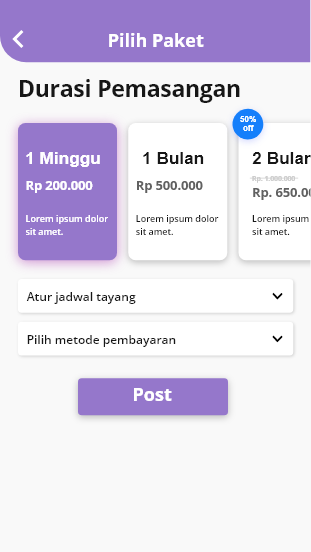 Pilih Paket
Durasi Pemasangan
50%
off
1 Minggu
Rp 200.000
Lorem ipsum dolor
sit amet.
1 Bulan
Rp 500.000
Lorem ipsum dolor
sit amet.
2 Bular
Rp. 1.000.000
Rp. 650.00
Lorem ipsum
sit amet.
Atur jadwal tayang
Pilih metode pembayaran
Post